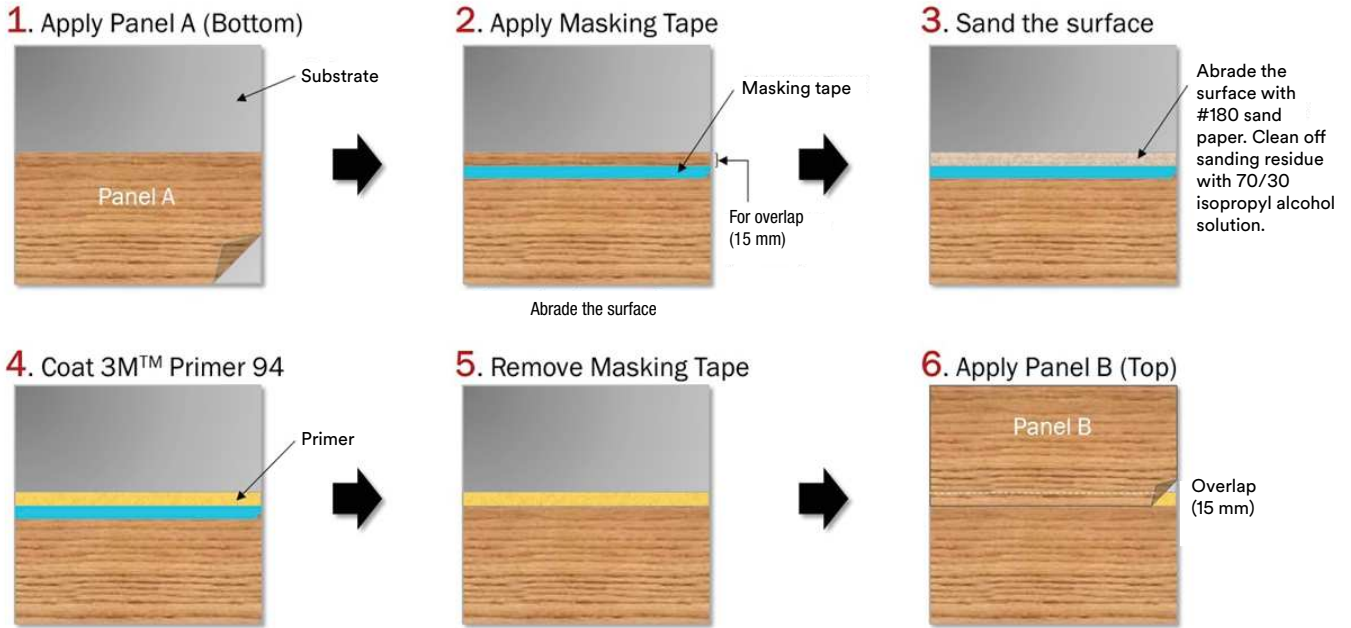 1. Apply Panel A (Bottom)
Substrate
Panel A
2. Apply Masking Tape
Masking tape
For overlap
(15 mm)
Abrade the surface
3. Sand the surface
Abrade the
surface with
#180 sand
paper. Clean off
sanding residue
with 70/30
isopropyl alcohol
solution.
4. Coat 3M™ Primer 94
Primer
5. Remove Masking Tape
6. Apply Panel B (Top)
Panel B
Overlap
(15 mm)